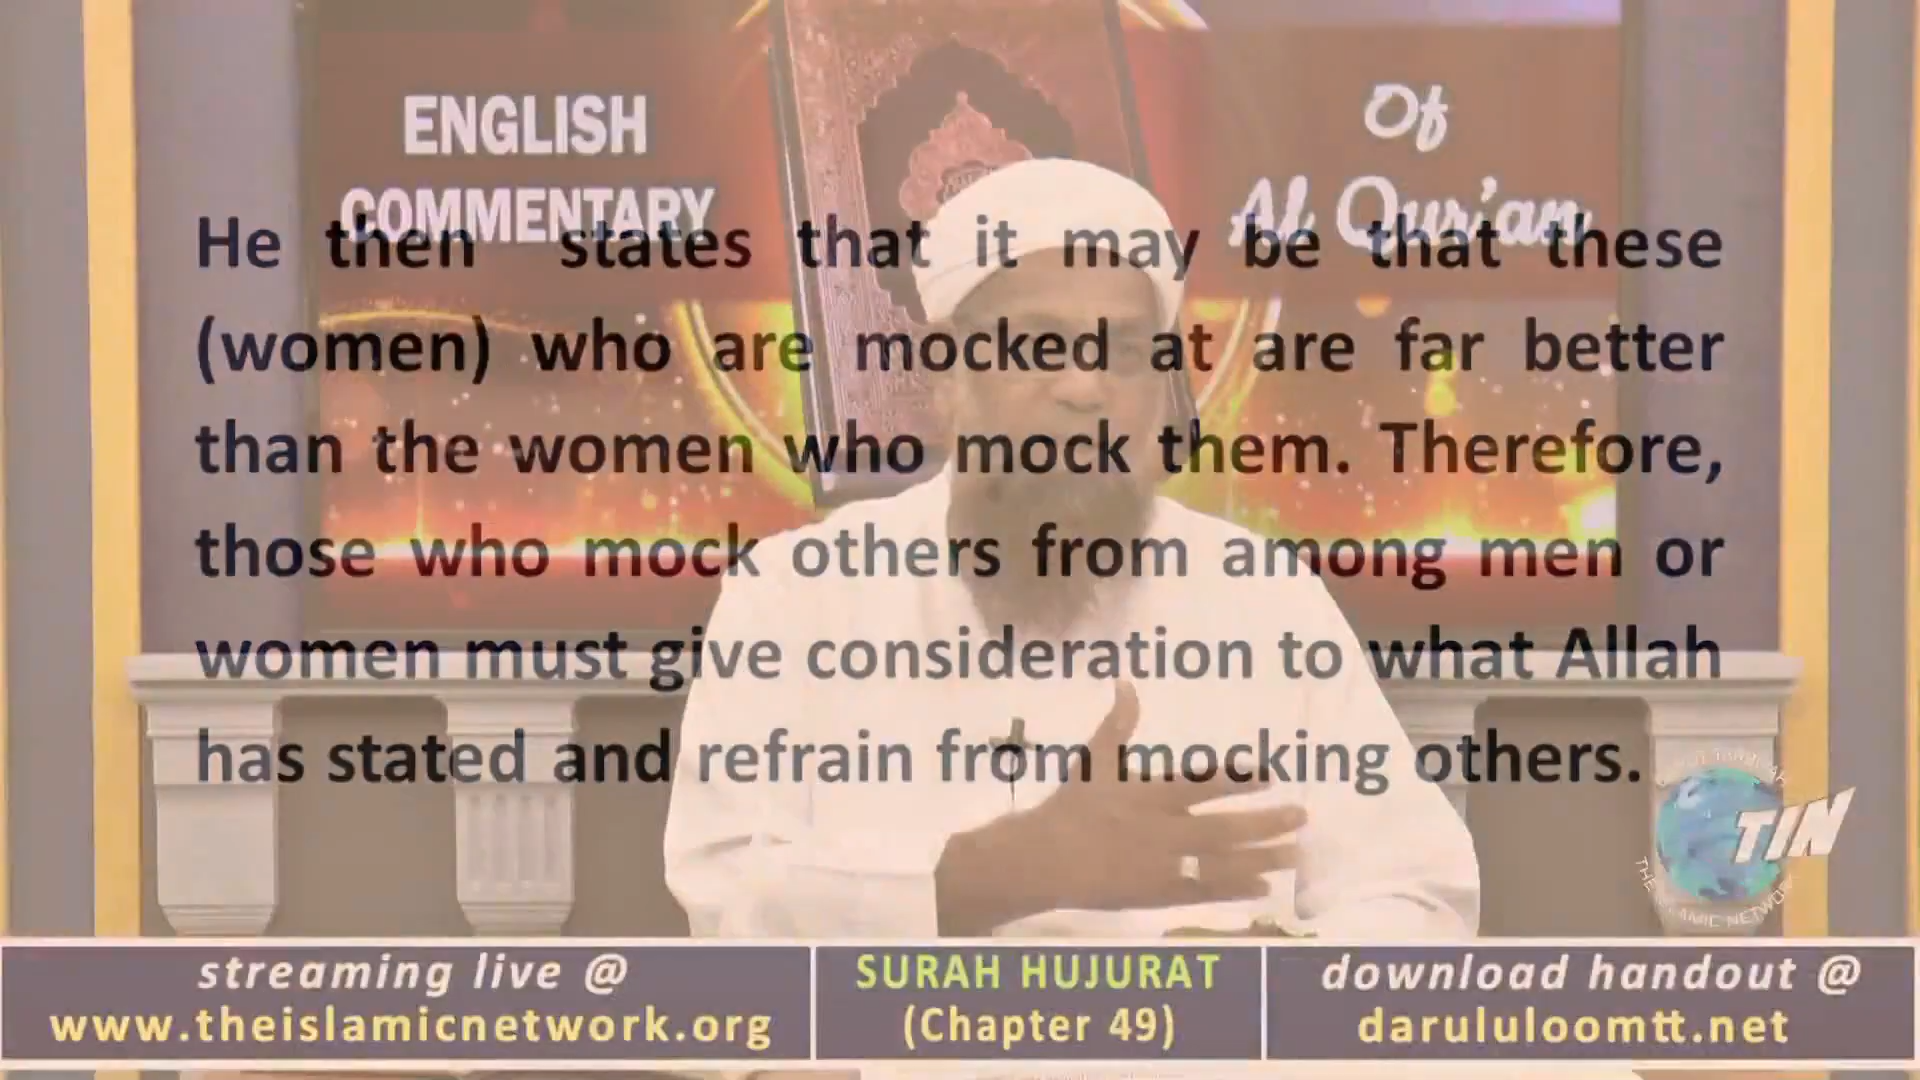 ENGLISH
COMMENTARY
Of
Al Qur'an
He then states that it may be that these
(women) who are mocked at are far better
than the women who mock them. Therefore,
those who mock others from among men or
women must give consideration to what Allah
has stated and refrain from mocking others.
TIN
THE ISLAMIC NETWORK
streaming live @
www.theislamicnetwork.org
SURAH HUJURAT
(Chapter 49)
download handout @
darululoomtt.net